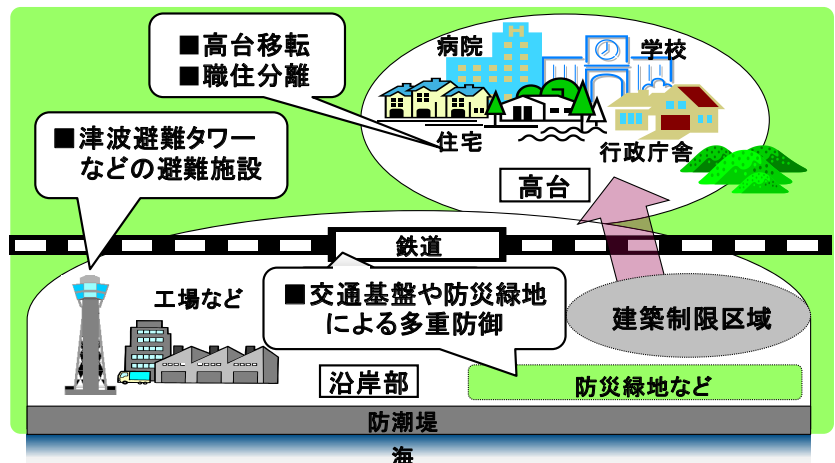 ■高台移転
■職住分離
病院
学校
住宅
行政庁舎
高台
■津波避難タワー
などの避難施設
鉄道
工場など
■交通基盤や防災緑地
による多重防御
建築制限区域
沿岸部
防災緑地など
防潮堤
海